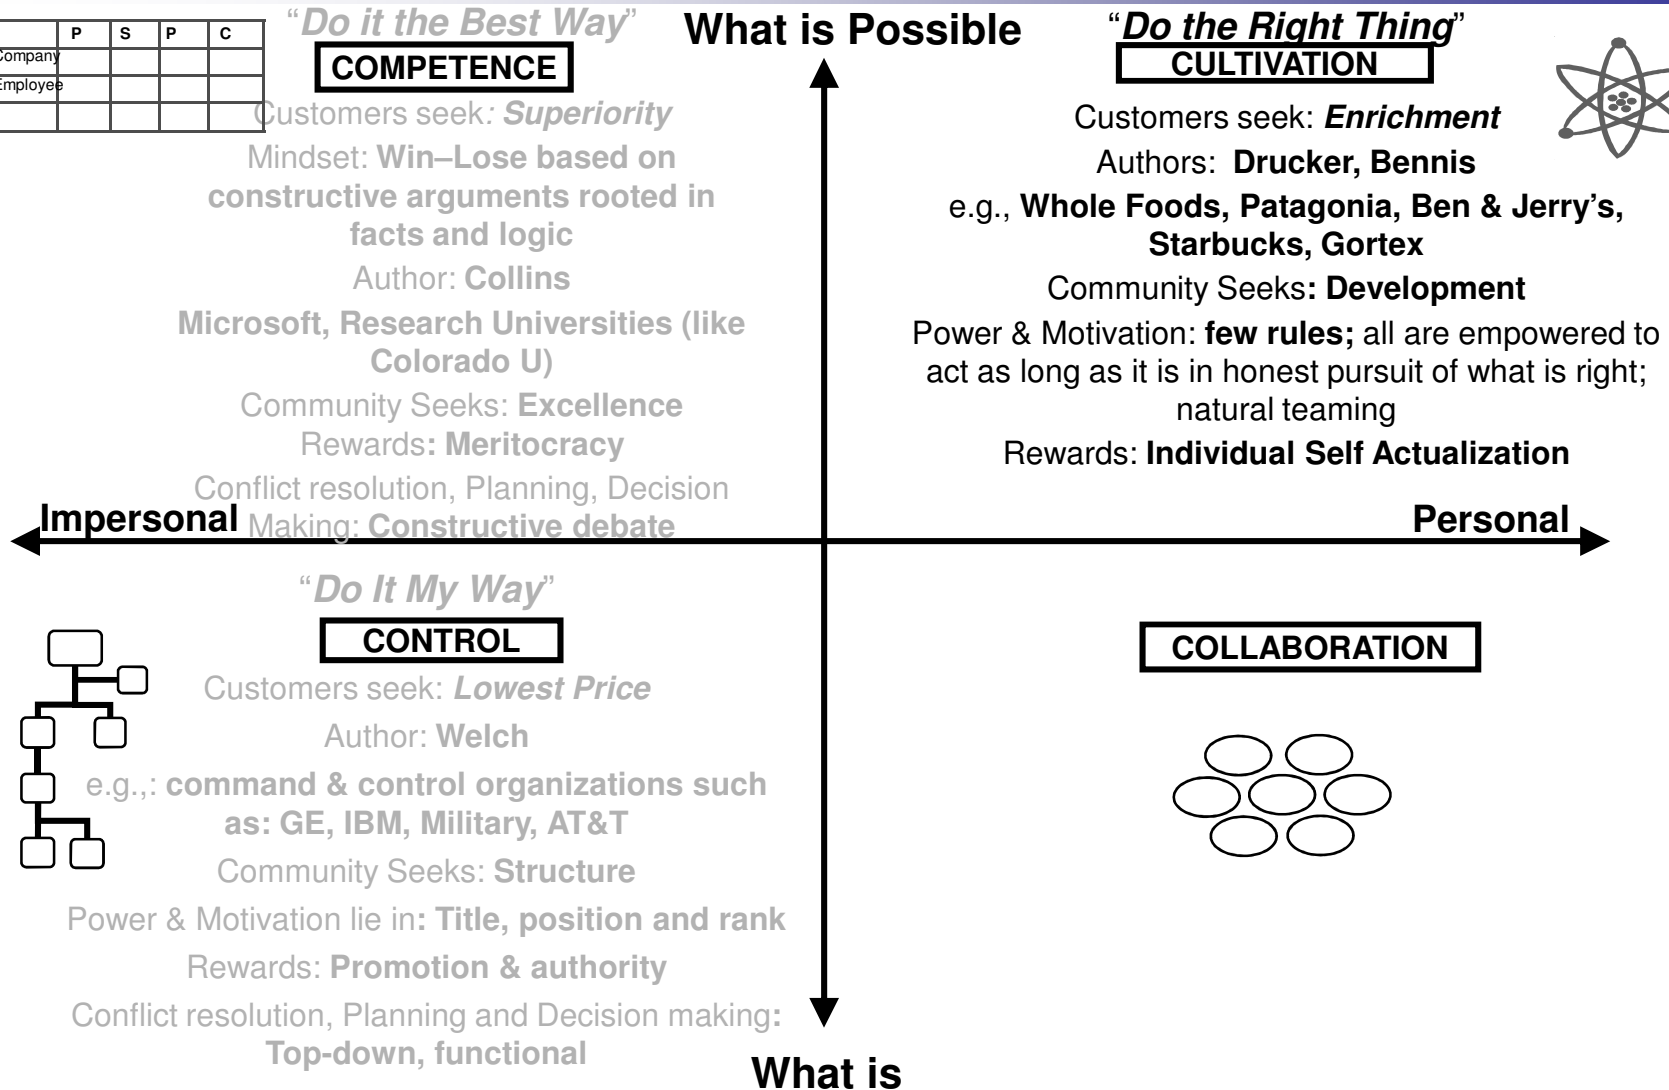 P S P C
Company
Employee
“Do it the Best Way”
COMPETENCE
Customers seek: Superiority
Mindset: Win–Lose based on
constructive arguments rooted in
facts and logic
Author: Collins
Microsoft, Research Universities (like
Colorado U)
Community Seeks: Excellence
Rewards: Meritocracy
Conflict resolution, Planning, Decision
Making: Constructive debate
What is Possible
“Do the Right Thing”
CULTIVATION
Customers seek: Enrichment
Authors: Drucker, Bennis
e.g., Whole Foods, Patagonia, Ben & Jerry’s,
Starbucks, Gortex
Community Seeks: Development
Power & Motivation: few rules; all are empowered to
act as long as it is in honest pursuit of what is right;
natural teaming
Rewards: Individual Self Actualization
Impersonal
Personal
“Do It My Way”
CONTROL
Customers seek: Lowest Price
Author: Welch
e.g.,: command & control organizations such
as: GE, IBM, Military, AT&T
Community Seeks: Structure
Power & Motivation lie in: Title, position and rank
Rewards: Promotion & authority
Conflict resolution, Planning and Decision making:
Top-down, functional
COLLABORATION
What is